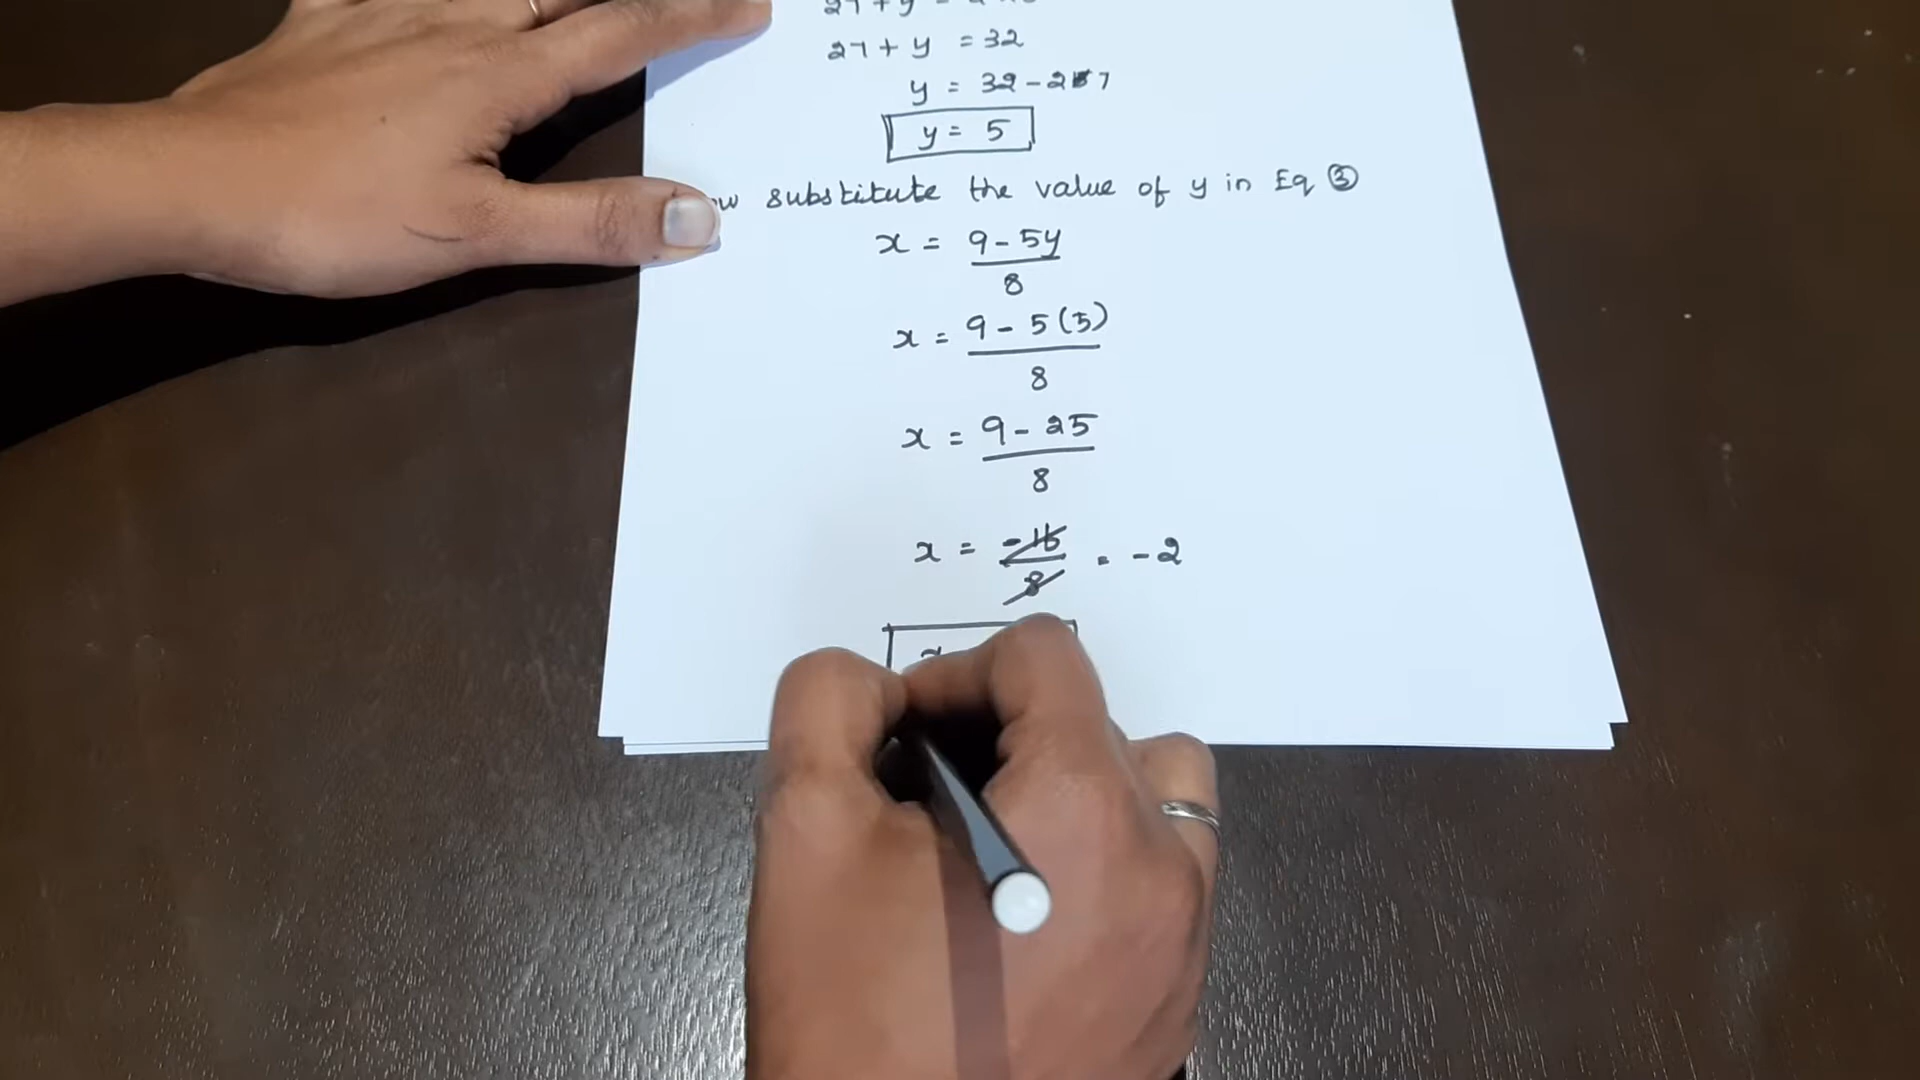 27 + y =
27 + y = 32
y = 32 - 27
y = 5
substitute the value of y in Eq ③
x = 9 - 5y
8
x = 9 - 5(5)
8
x = 9 - 25
8
x = -16 = -2
8
x